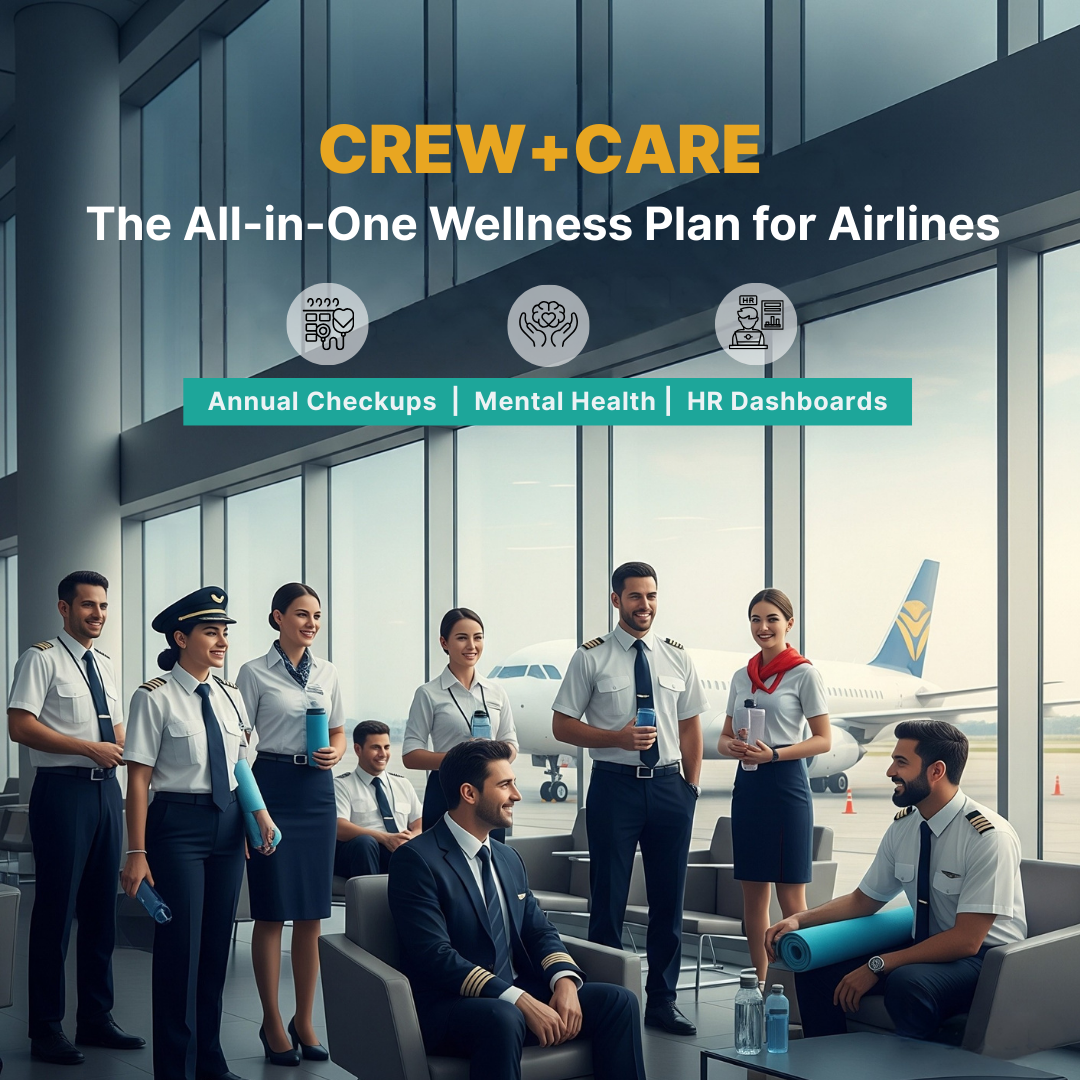 CREW+CARE
The All-in-One Wellness Plan for Airlines
HR
Annual Checkups | Mental Health | HR Dashboards